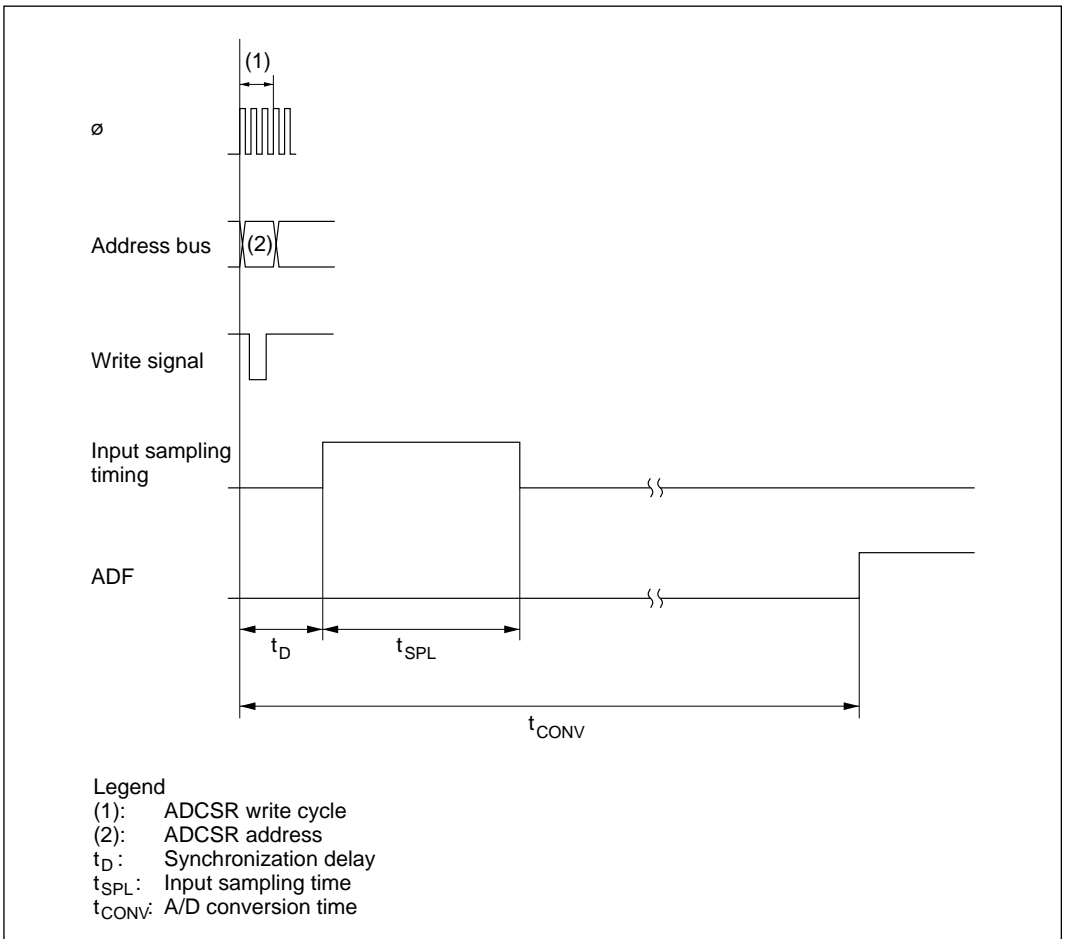 (1)
ø
Address bus
(2)
Write signal
Input sampling
timing
ADF
tD
tSPL
tCONV
Legend
(1): ADCSR write cycle
(2): ADCSR address
tD : Synchronization delay
tSPL : Input sampling time
tCONV: A/D conversion time